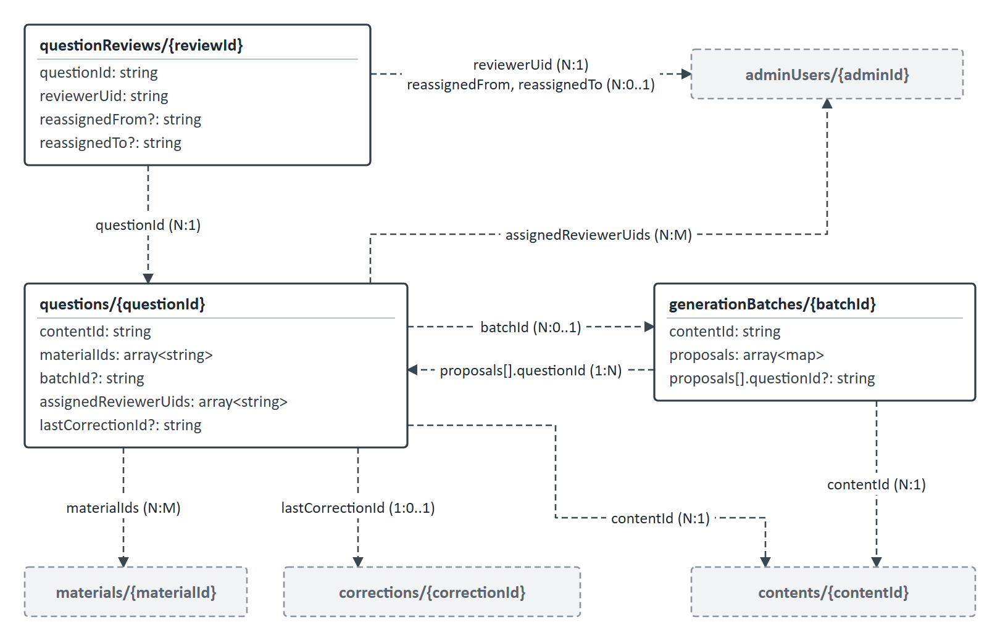 questionReviews/{reviewId}
questionId: string
reviewerUid: string
reassignedFrom?: string
reassignedTo?: string
reviewerUid (N:1)
reassignedFrom, reassignedTo (N:0..1)
adminUsers/{adminId}
questionId (N:1)
assignedReviewerUids (N:M)
questions/{questionId}
contentId: string
materialIds: array<string>
batchId?: string
assignedReviewerUids: array<string>
lastCorrectionId?: string
batchId (N:0..1)
proposals[].questionId (1:N)
generationBatches/{batchId}
contentId: string
proposals: array<map>
proposals[].questionId?: string
materialIds (N:M)
lastCorrectionId (1:0..1)
contentId (N:1)
contentId (N:1)
materials/{materialId}
corrections/{correctionId}
contents/{contentId}